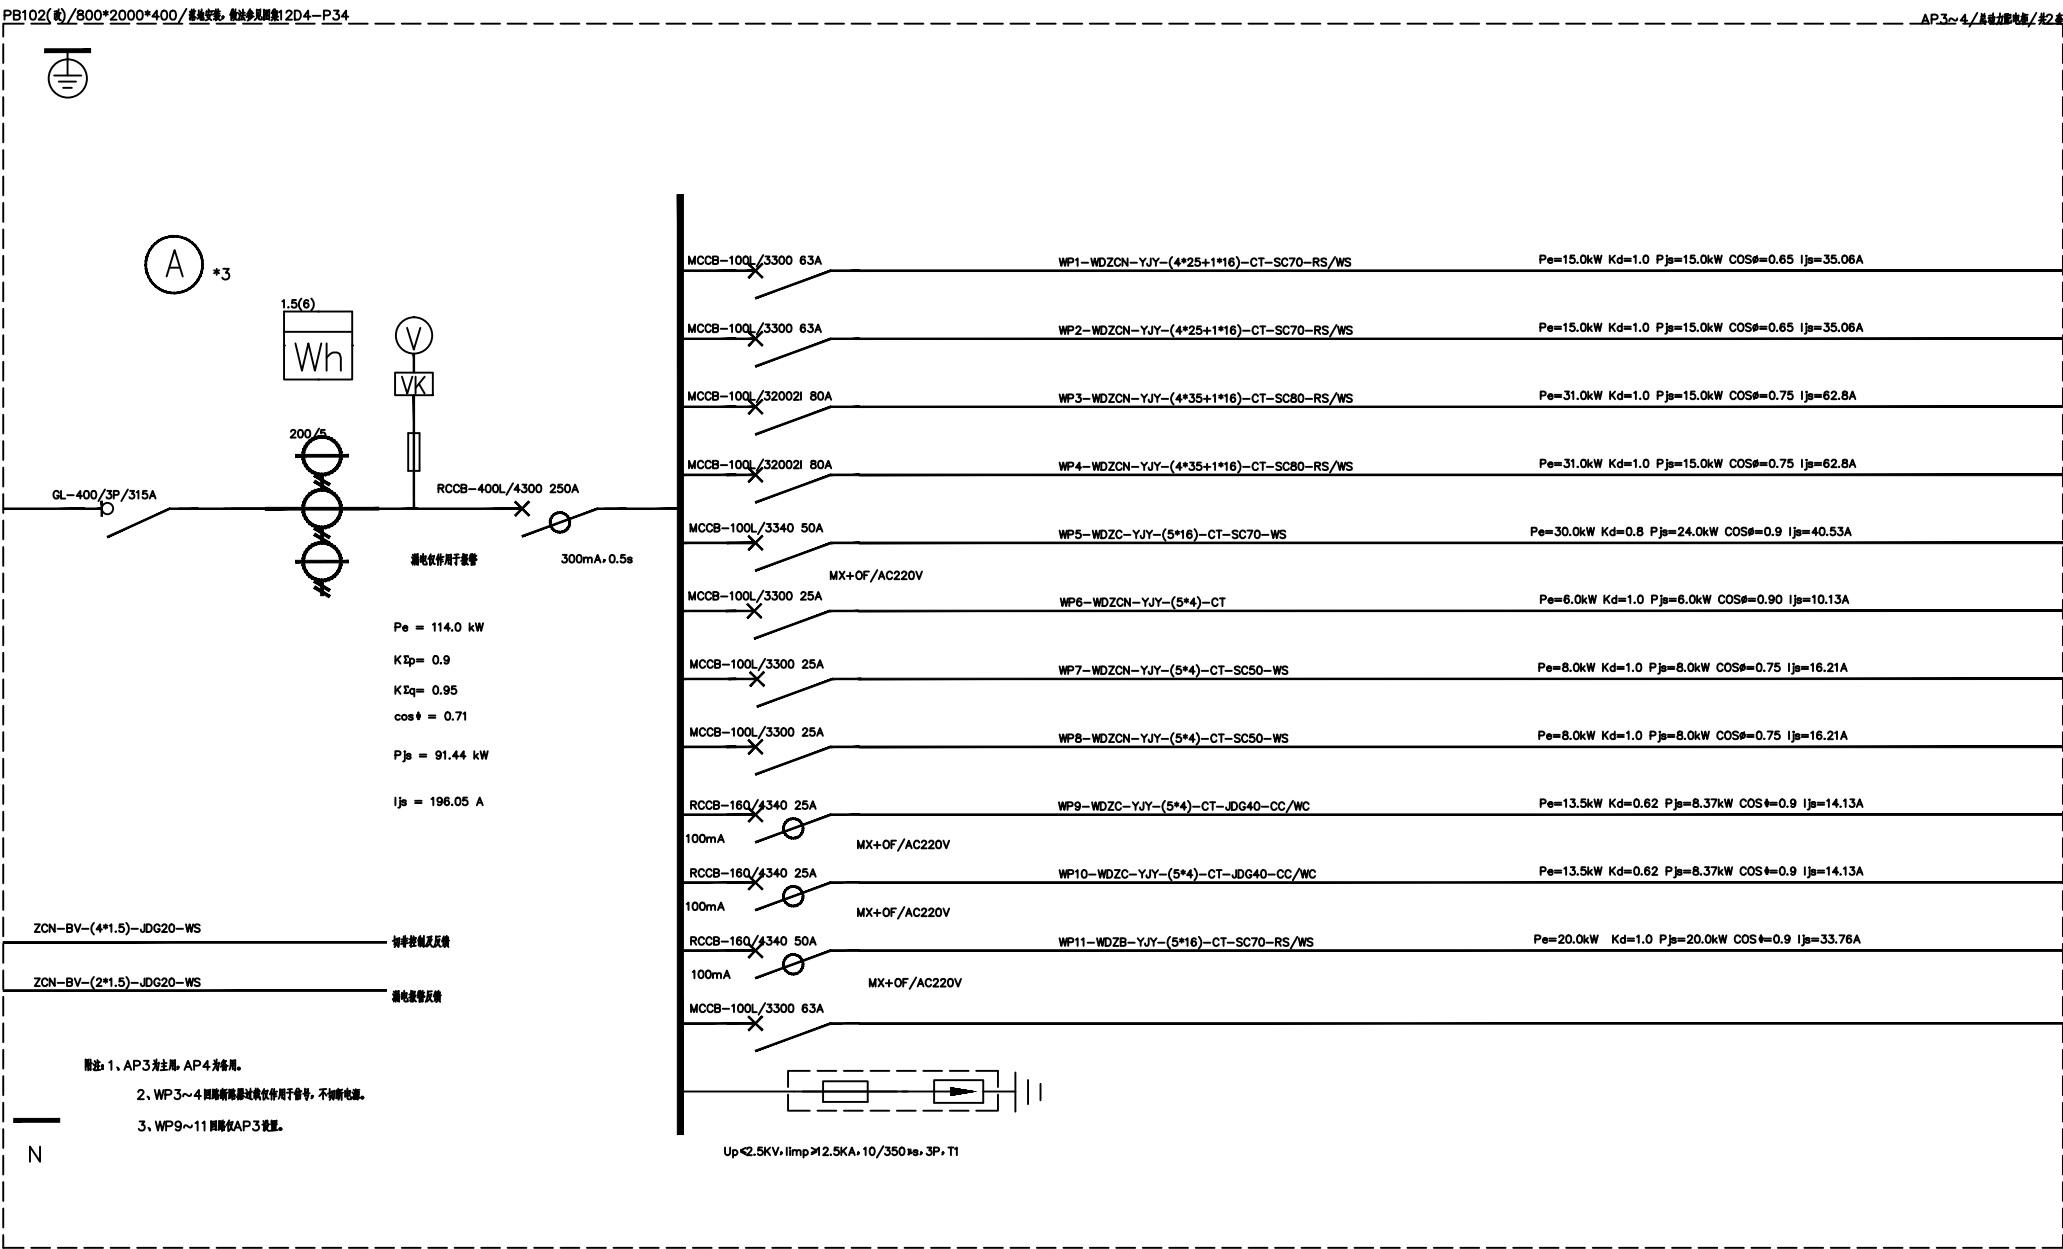 PB102(改)/800*2000*400/落地安装，做法参见图集12D4-P34
AP3~4/总动力配电柜/共2套
A
*3
1.5(6)
Wh
V
VK
200/5
GL-400/3P/315A
RCCB-400L/4300 250A
漏电仅作用于报警
300mA，0.5s
Pe = 114.0 kW
KΣp= 0.9
KΣq= 0.95
cosΦ = 0.71
Pjs = 91.44 kW
Ijs = 196.05 A
MCCB-100L/3300 63A
WP1-WDZCN-YJY-(4*25+1*16)-CT-SC70-RS/WS
Pe=15.0kW Kd=1.0 Pjs=15.0kW COSø=0.65 Ijs=35.06A
MCCB-100L/3300 63A
WP2-WDZCN-YJY-(4*25+1*16)-CT-SC70-RS/WS
Pe=15.0kW Kd=1.0 Pjs=15.0kW COSø=0.65 Ijs=35.06A
MCCB-100L/32002I 80A
WP3-WDZCN-YJY-(4*35+1*16)-CT-SC80-RS/WS
Pe=31.0kW Kd=1.0 Pjs=15.0kW COSø=0.75 Ijs=62.8A
MCCB-100L/32002I 80A
WP4-WDZCN-YJY-(4*35+1*16)-CT-SC80-RS/WS
Pe=31.0kW Kd=1.0 Pjs=15.0kW COSø=0.75 Ijs=62.8A
MCCB-100L/3340 50A
WP5-WDZC-YJY-(5*16)-CT-SC70-WS
Pe=30.0kW Kd=0.8 Pjs=24.0kW COSø=0.9 Ijs=40.53A
MX+OF/AC220V
MCCB-100L/3300 25A
WP6-WDZCN-YJY-(5*4)-CT
Pe=6.0kW Kd=1.0 Pjs=6.0kW COSø=0.90 Ijs=10.13A
MCCB-100L/3300 25A
WP7-WDZCN-YJY-(5*4)-CT-SC50-WS
Pe=8.0kW Kd=1.0 Pjs=8.0kW COSø=0.75 Ijs=16.21A
MCCB-100L/3300 25A
WP8-WDZCN-YJY-(5*4)-CT-SC50-WS
Pe=8.0kW Kd=1.0 Pjs=8.0kW COSø=0.75 Ijs=16.21A
RCCB-160/4340 25A
WP9-WDZC-YJY-(5*4)-CT-JDG40-CC/WC
Pe=13.5kW Kd=0.62 Pjs=8.37kW COSΦ=0.9 Ijs=14.13A
100mA
MX+OF/AC220V
RCCB-160/4340 25A
WP10-WDZC-YJY-(5*4)-CT-JDG40-CC/WC
Pe=13.5kW Kd=0.62 Pjs=8.37kW COSΦ=0.9 Ijs=14.13A
100mA
MX+OF/AC220V
RCCB-160/4340 50A
WP11-WDZB-YJY-(5*16)-CT-SC70-RS/WS
Pe=20.0kW Kd=1.0 Pjs=20.0kW COSΦ=0.9 Ijs=33.76A
100mA
MX+OF/AC220V
MCCB-100L/3300 63A
Up≤2.5KV，Iimp≥12.5KA，10/350μs，3P，T1
ZCN-BV-(4*1.5)-JDG20-WS
切非控制及反馈
ZCN-BV-(2*1.5)-JDG20-WS
漏电报警反馈
附注：1、AP3为主用，AP4为备用。
2、WP3~4回路断路器过载仅作用于信号，不切断电源。
3、WP9~11回路仅AP3设置。
N